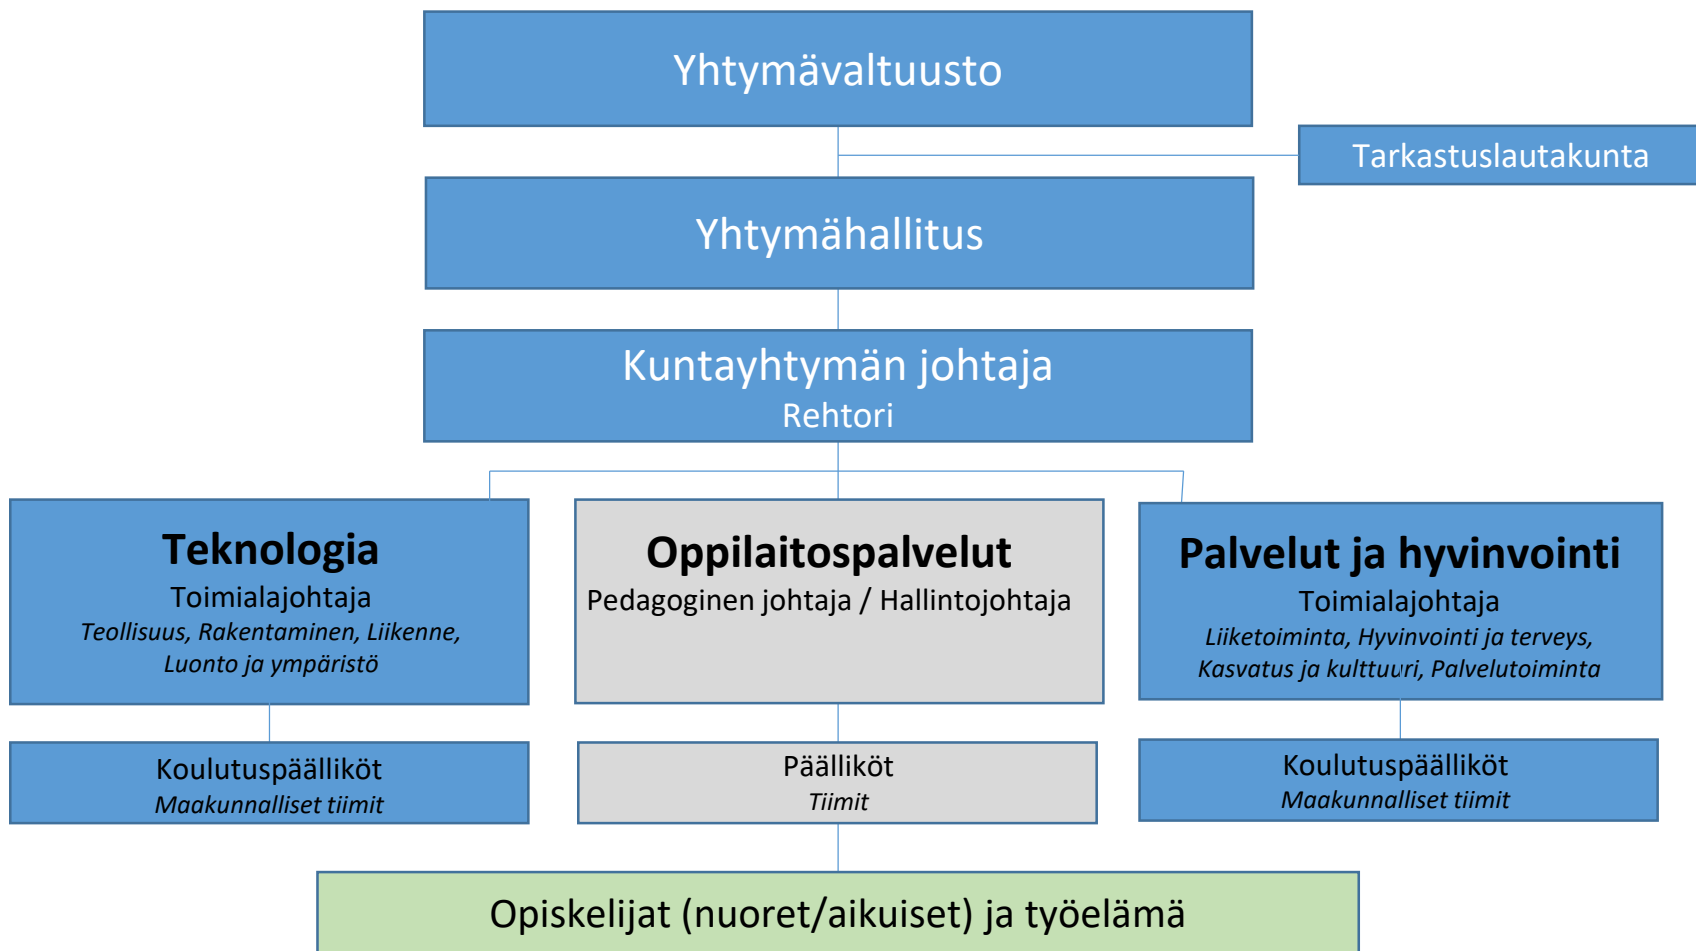 Yhtymävaltuusto
Tarkastuslautakunta
Yhtymähallitus
Kuntayhtymän johtaja
Rehtori
Teknologia
Toimialajohtaja
Teollisuus, Rakentaminen, Liikenne,
Luonto ja ympäristö
Oppilaitospalvelut
Pedagoginen johtaja / Hallintojohtaja
Palvelut ja hyvinvointi
Toimialajohtaja
Liiketoiminta, Hyvinvointi ja terveys,
Kasvatus ja kulttuuri, Palvelutoiminta
Koulutuspäälliköt
Maakunnalliset tiimit
Päälliköt
Tiimit
Koulutuspäälliköt
Maakunnalliset tiimit
Opiskelijat (nuoret/aikuiset) ja työelämä